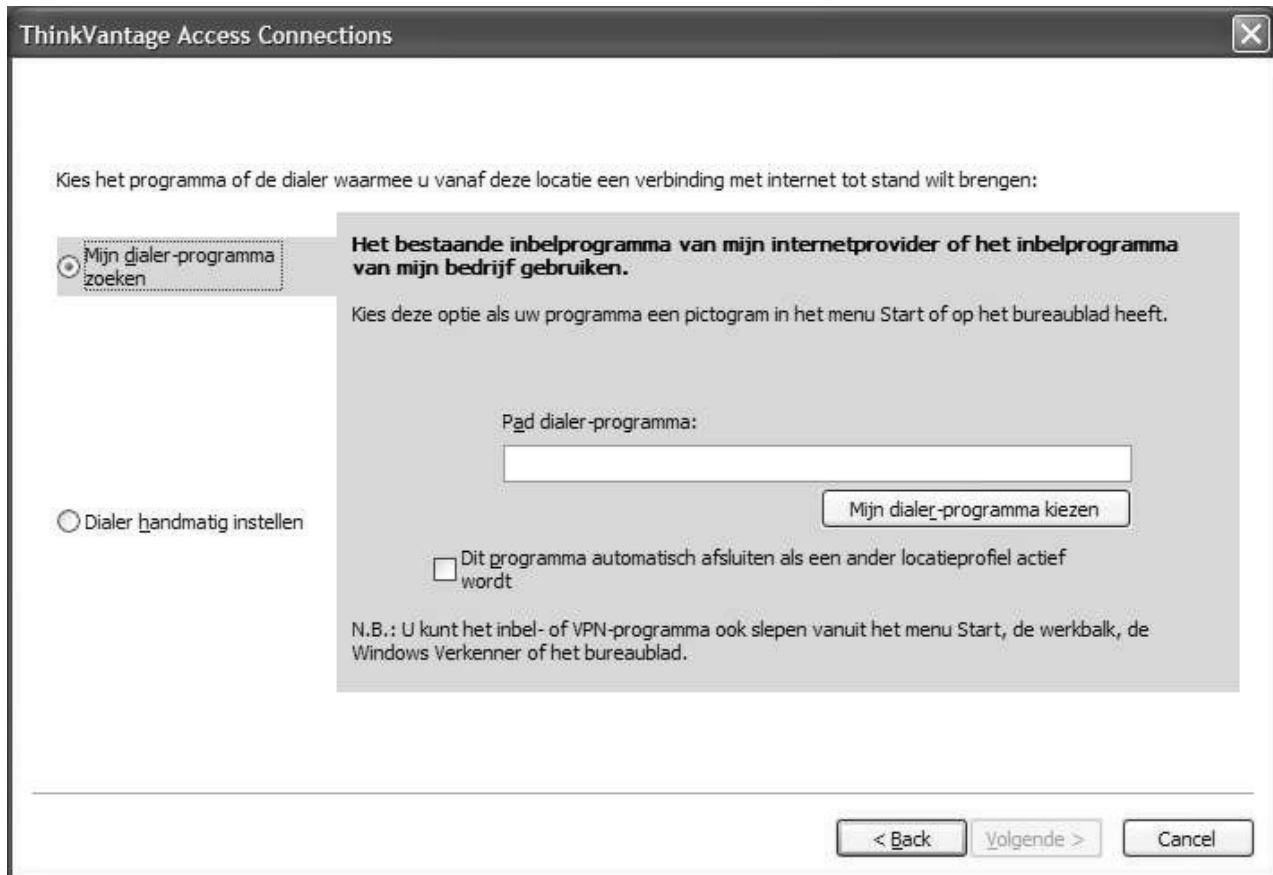 ThinkVantage Access Connections
Kies het programma of de dialer waarmee u vanaf deze locatie een verbinding met internet tot stand wilt brengen:
Mijn dialer-programma
zoeken
Het bestaande inbelprogramma van mijn internetprovider of het inbelprogramma
van mijn bedrijf gebruiken.
Kies deze optie als uw programma een pictogram in het menu Start of op het bureaublad heeft.
Pad dialer-programma:
Mijn dialer-programma kiezen
Dialer handmatig instellen
Dit programma automatisch afsluiten als een ander locatieprofiel actief
wordt
N.B.: U kunt het inbel- of VPN-programma ook slepen vanuit het menu Start, de werkbalk, de
Windows Verkenner of het bureaublad.
< Back
Volgende >
Cancel